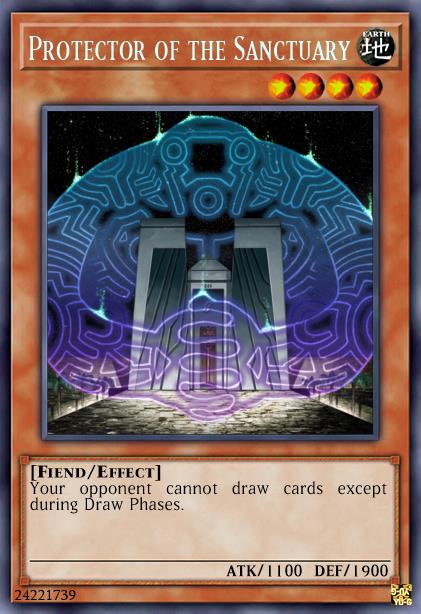 PROTECTOR OF THE SANCTUARY
EARTH
地
[FIEND/EFFECT]
Your opponent cannot draw cards except
during Draw Phases.
ATK/1100 DEF/1900
24221739